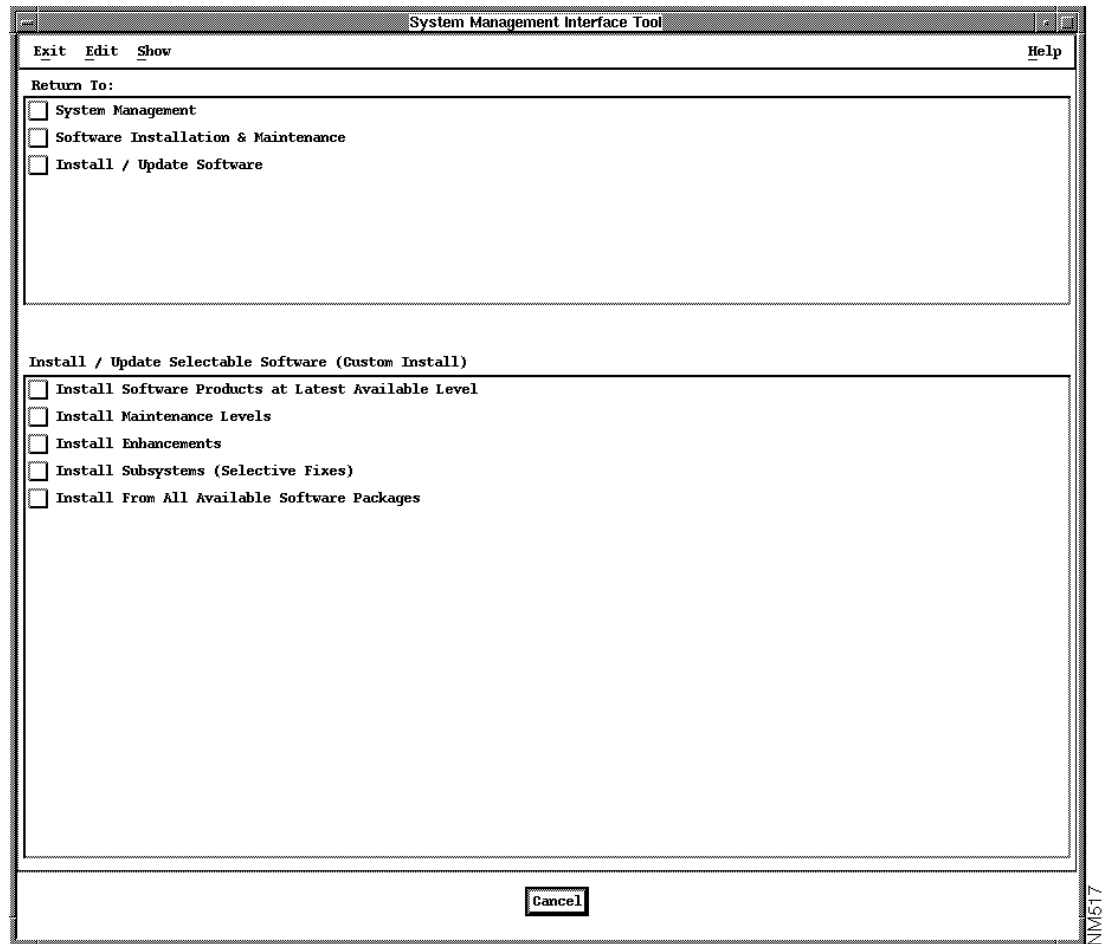 System Management Interface Tool
Exit Edit Show Help
Return To:
System Management
Software Installation & Maintenance
Install / Update Software
Install / Update Selectable Software (Custom Install)
Install Software Products at Latest Available Level
Install Maintenance Levels
Install Enhancements
Install Subsystems (Selective Fixes)
Install From All Available Software Packages
Cancel
NM517